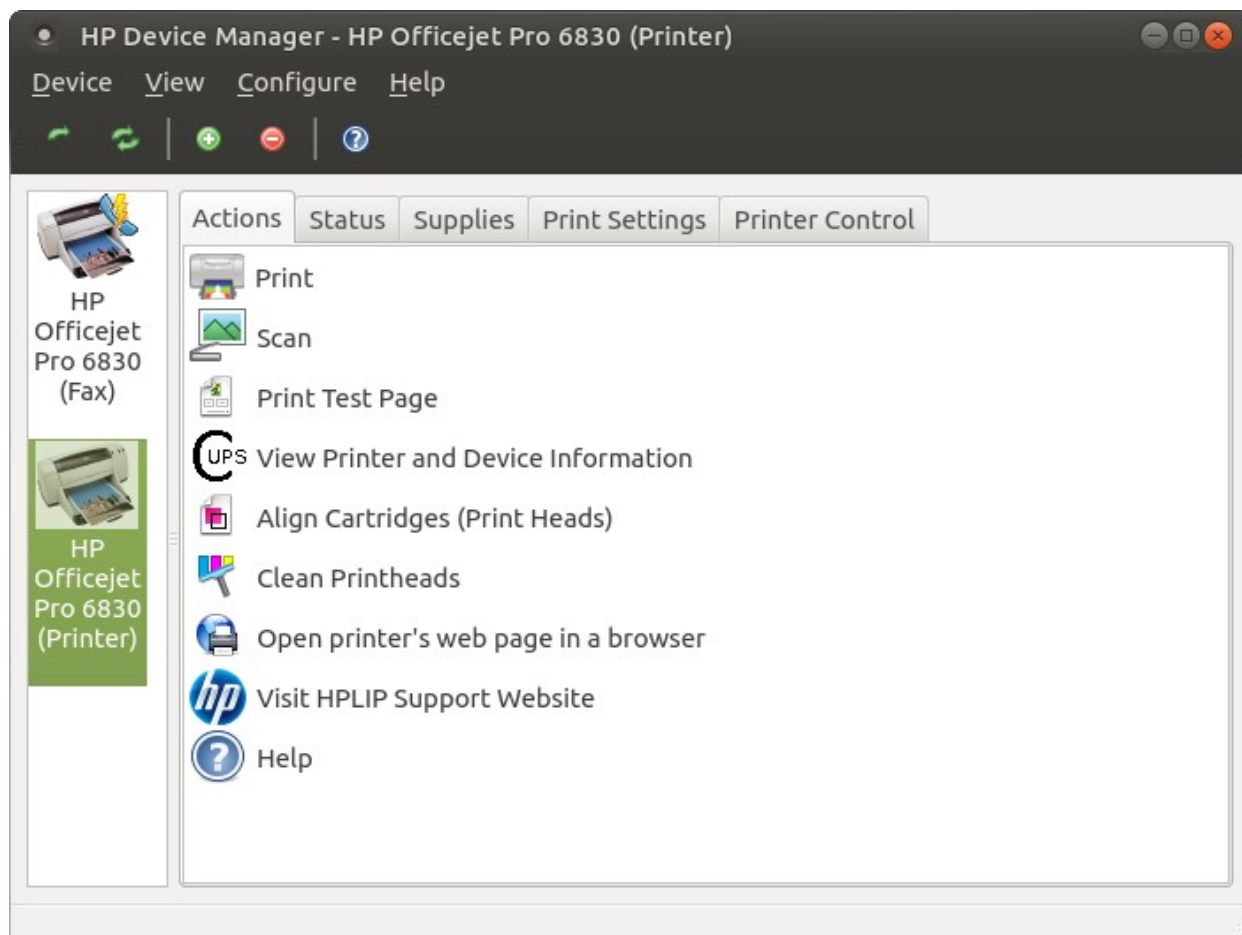 HP Device Manager - HP Officejet Pro 6830 (Printer)
Device View Configure Help
HP
Officejet
Pro 6830
(Fax)
HP
Officejet
Pro 6830
(Printer)
Actions Status Supplies Print Settings Printer Control
Print
Scan
Print Test Page
CUPS View Printer and Device Information
Align Cartridges (Print Heads)
Clean Printheads
Open printer's web page in a browser
hp Visit HPLIP Support Website
? Help